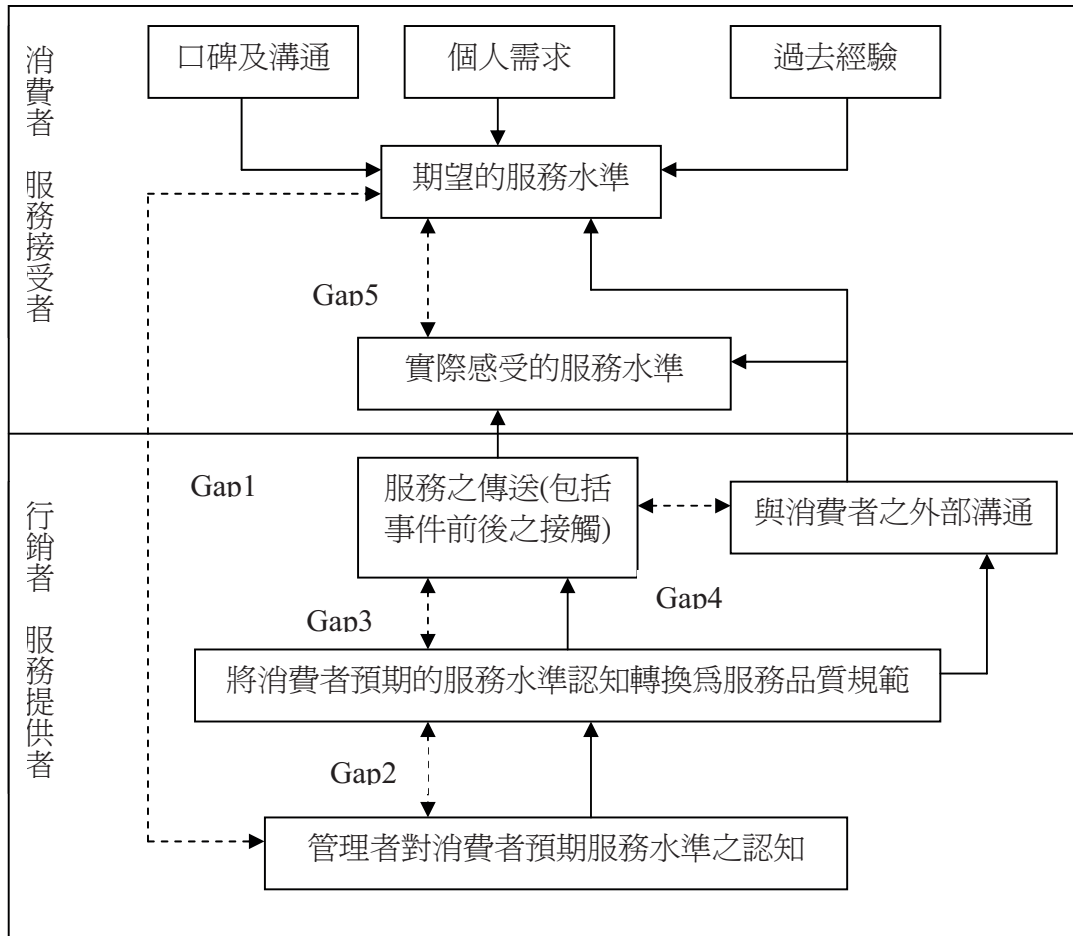 消費者 服務接受者
口碑及溝通
個人需求
過去經驗
期望的服務水準
Gap5
實際感受的服務水準
行銷者 服務提供者
Gap1
服務之傳送(包括
事件前後之接觸)
與消費者之外部溝通
Gap3
Gap4
將消費者預期的服務水準認知轉換為服務品質規範
Gap2
管理者對消費者預期服務水準之認知